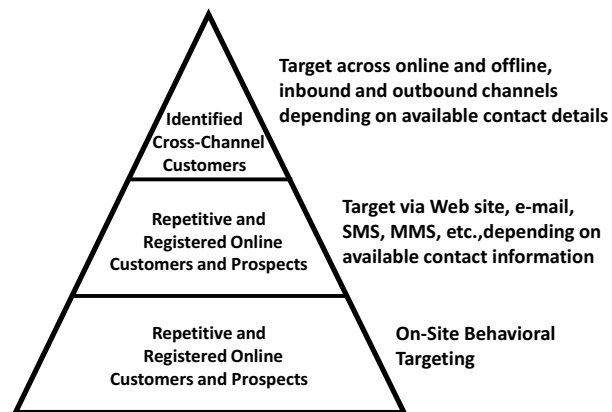 Target across online and offline,
inbound and outbound channels
depending on available contact details
Identified
Cross-Channel
Customers
Repetitive and
Registered Online
Customers and Prospects
Target via Web site, e-mail,
SMS, MMS, etc.,depending on
available contact information
Repetitive and
Registered Online
Customers and Prospects
On-Site Behavioral
Targeting